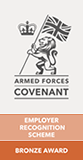 ARMED FORCES
COVENANT
EMPLOYER
RECOGNITION
SCHEME
BRONZE AWARD